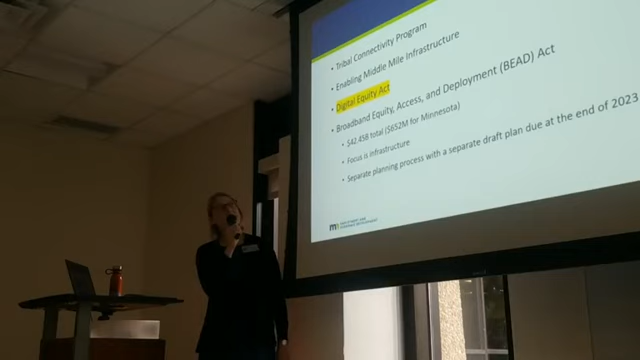 • Tribal Connectivity Program
• Enabling Middle Mile Infrastructure
• Digital Equity Act
• Broadband Equity, Access, and Deployment (BEAD) Act
• $42.45B total ($652M for Minnesota)
• Focus is infrastructure
• Separate planning process with a separate draft plan due at the end of 2023